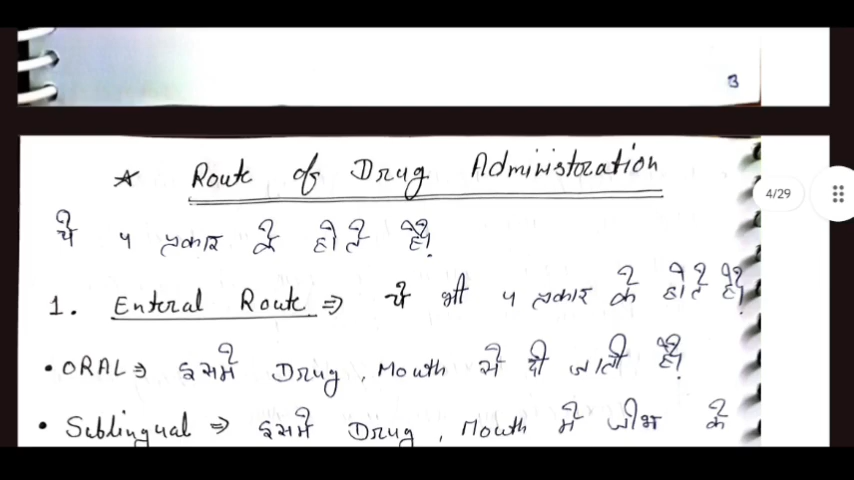 3
* Route of Drug Administration
ये 4 प्रकार के होते हैं।
1. Enteral Route ⇒ ये भी 4 प्रकार के होते हैं।
4/29
• ORAL ⇒ इसमें Drug, Mouth से दी जाती है।
• Sublingual ⇒ इसमें Drug, Mouth में जीभ के